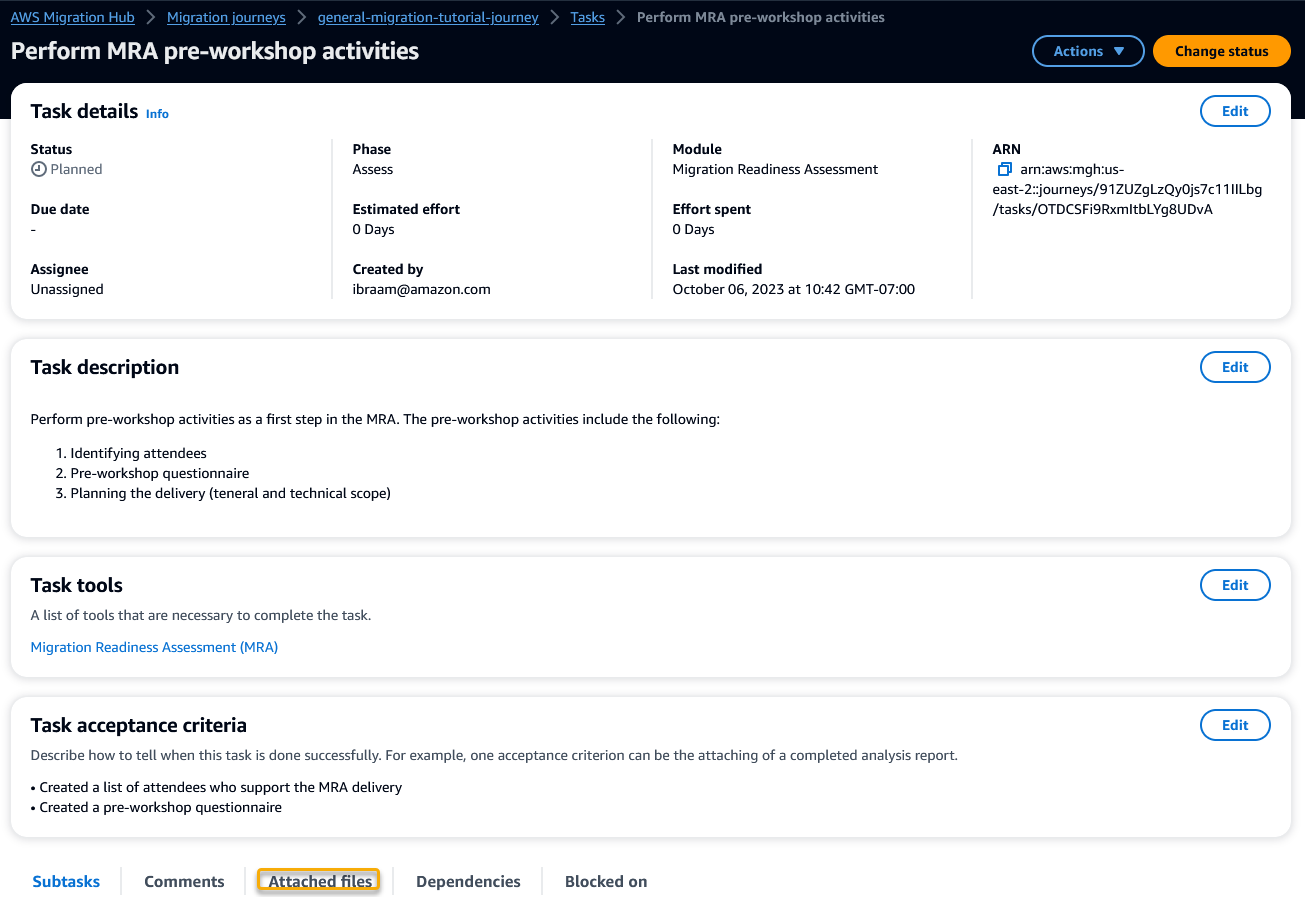 AWS Migration Hub > Migration journeys > general-migration-tutorial-journey > Tasks > Perform MRA pre-workshop activities
Perform MRA pre-workshop activities
Actions ▼
Change status
Task details Info
Edit
Status
Planned
Due date
-
Assignee
Unassigned
Phase
Assess
Estimated effort
0 Days
Created by
ibraam@amazon.com
Module
Migration Readiness Assessment
Effort spent
0 Days
Last modified
October 06, 2023 at 10:42 GMT-07:00
ARN
arn:aws:mgh:us-
east-2::journeys/91ZUZgLzQy0js7c11IILbg
/tasks/OTDCSFi9RxmItbLYg8UDvA
Task description
Edit
Perform pre-workshop activities as a first step in the MRA. The pre-workshop activities include the following:
1. Identifying attendees
2. Pre-workshop questionnaire
3. Planning the delivery (teneral and technical scope)
Task tools
Edit
A list of tools that are necessary to complete the task.
Migration Readiness Assessment (MRA)
Task acceptance criteria
Edit
Describe how to tell when this task is done successfully. For example, one acceptance criterion can be the attaching of a completed analysis report.
• Created a list of attendees who support the MRA delivery
• Created a pre-workshop questionnaire
Subtasks
Comments
Attached files
Dependencies
Blocked on